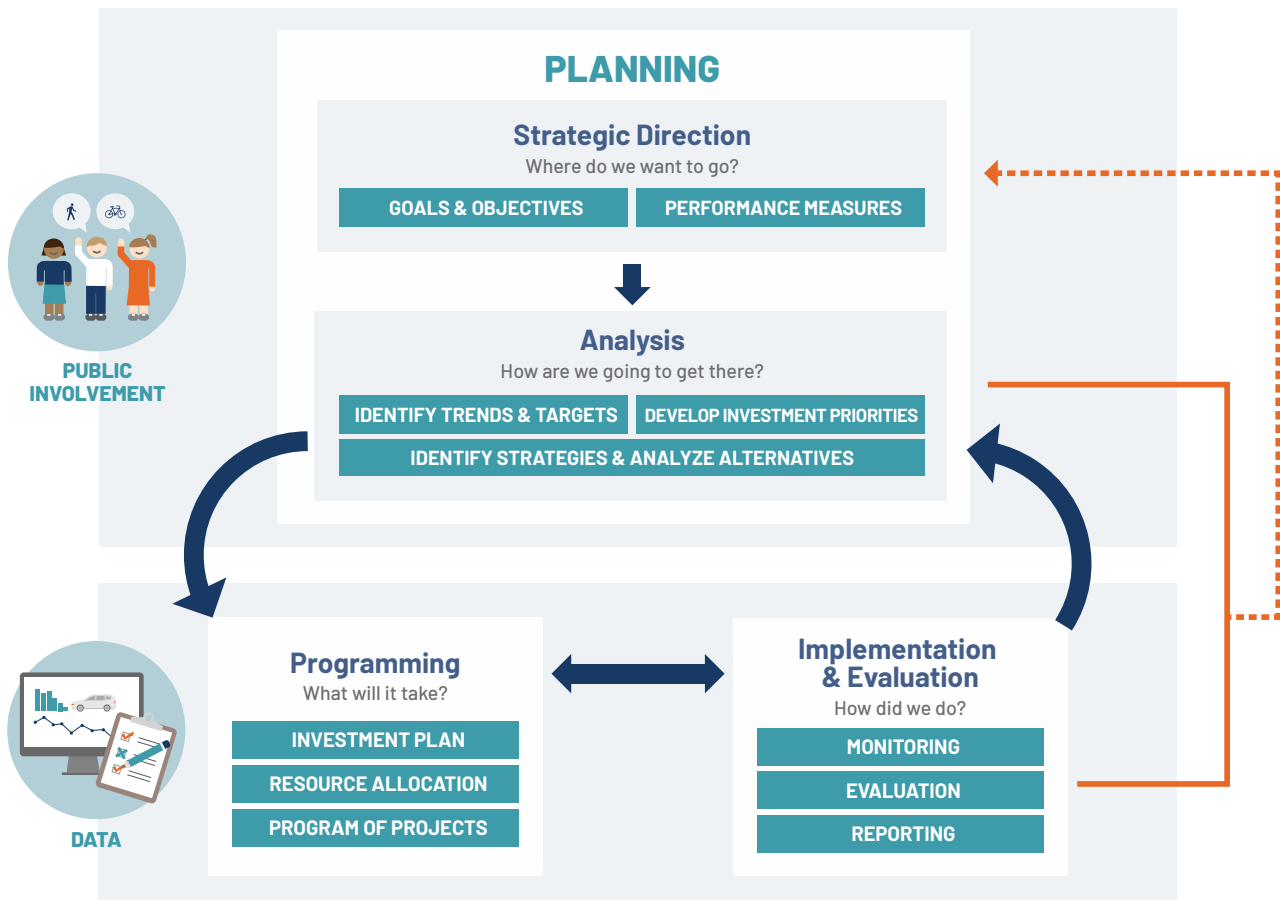 PLANNING
Strategic Direction
Where do we want to go?
GOALS & OBJECTIVES
PERFORMANCE MEASURES
PUBLIC
INVOLVEMENT
Analysis
How are we going to get there?
IDENTIFY TRENDS & TARGETS
DEVELOP INVESTMENT PRIORITIES
IDENTIFY STRATEGIES & ANALYZE ALTERNATIVES
Programming
What will it take?
INVESTMENT PLAN
RESOURCE ALLOCATION
PROGRAM OF PROJECTS
Implementation
& Evaluation
How did we do?
MONITORING
EVALUATION
REPORTING
DATA